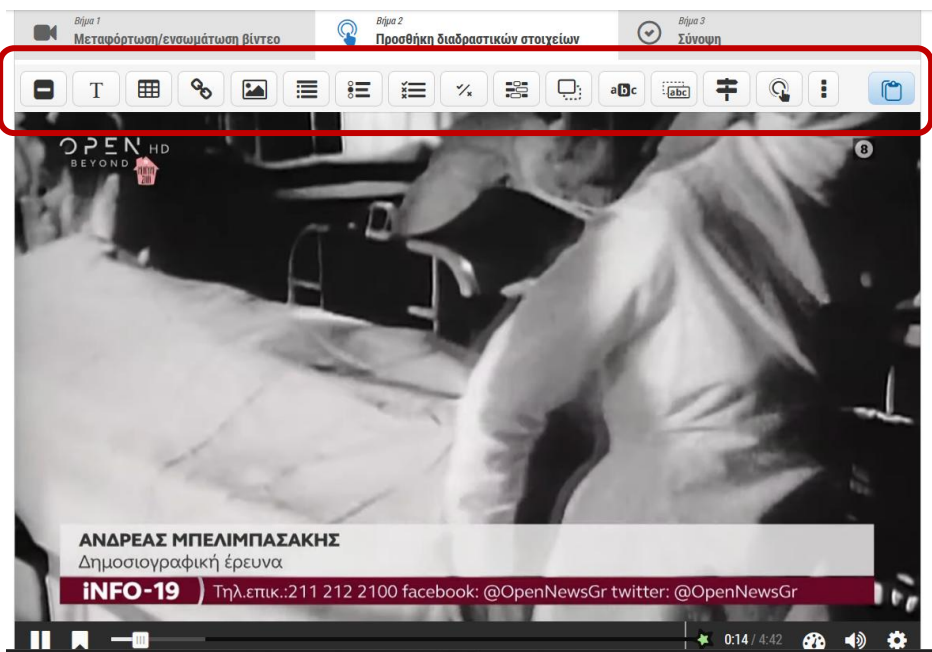 Βήμα 1
Μεταφόρτωση/ενσωμάτωση βίντεο
Βήμα 2
Προσθήκη διαδραστικών στοιχείων
Βήμα 3
Σύνοψη
T
abc
abc
OPEN HD
BEYOND
8
ΑΝΔΡΕΑΣ ΜΠΕΛΙΜΠΑΣΑΚΗΣ
Δημοσιογραφική έρευνα
iNFO-19 ) Τηλ.επικ.:211 212 2100 facebook: @OpenNewsGr twitter: @OpenNewsGr
0:14 / 4:42